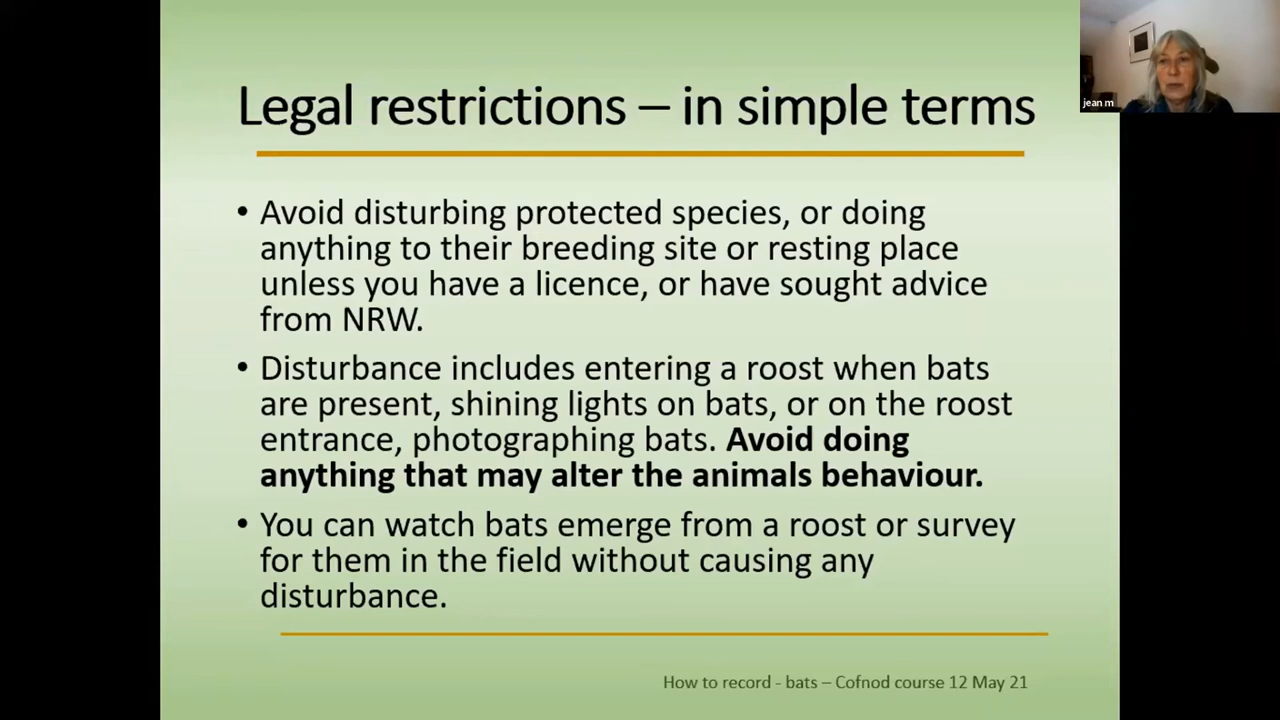 Legal restrictions – in simple terms
jean m
• Avoid disturbing protected species, or doing
anything to their breeding site or resting place
unless you have a licence, or have sought advice
from NRW.
• Disturbance includes entering a roost when bats
are present, shining lights on bats, or on the roost
entrance, photographing bats. Avoid doing
anything that may alter the animals behaviour.
• You can watch bats emerge from a roost or survey
for them in the field without causing any
disturbance.
How to record - bats – Cofnod course 12 May 21